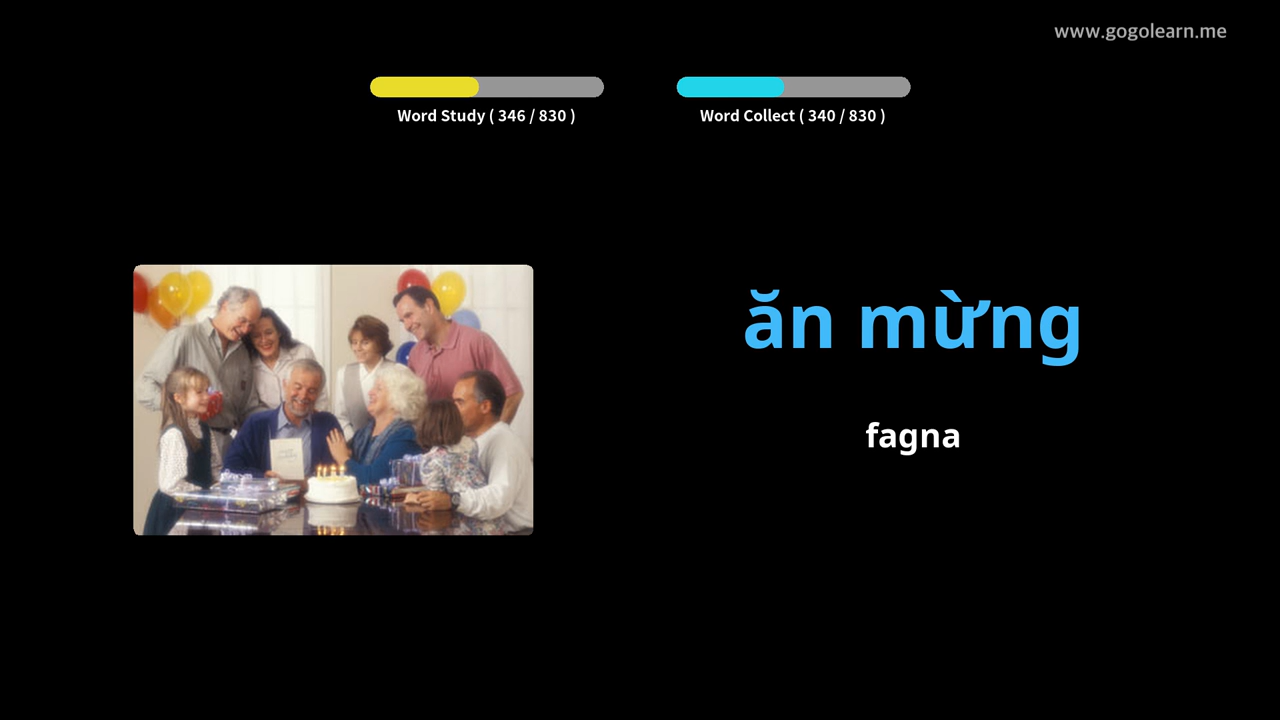 www.gogolearn.me
Word Study ( 346 / 830 )
Word Collect ( 340 / 830 )
ăn mừng
fagna